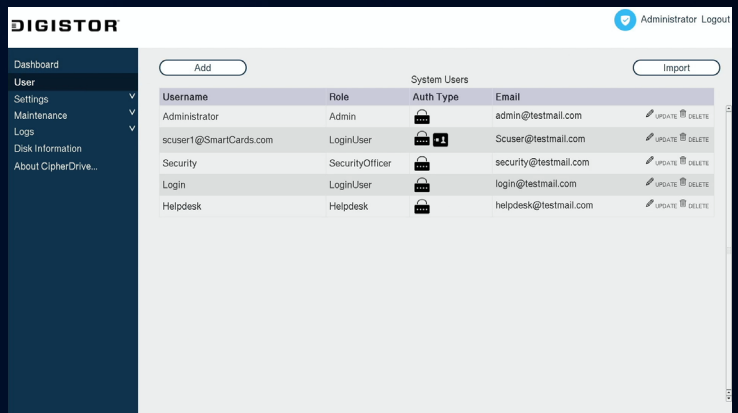 DIGISTOR
Administrator Logout
Dashboard
User
Settings
Maintenance
Logs
Disk Information
About CipherDrive...
Add
Import
System Users
Username Role Auth Type Email
Administrator Admin admin@testmail.com UPDATE DELETE
scuser1@SmartCards.com LoginUser Scuser@testmail.com UPDATE DELETE
Security SecurityOfficer security@testmail.com UPDATE DELETE
Login LoginUser login@testmail.com UPDATE DELETE
Helpdesk Helpdesk helpdesk@testmail.com UPDATE DELETE